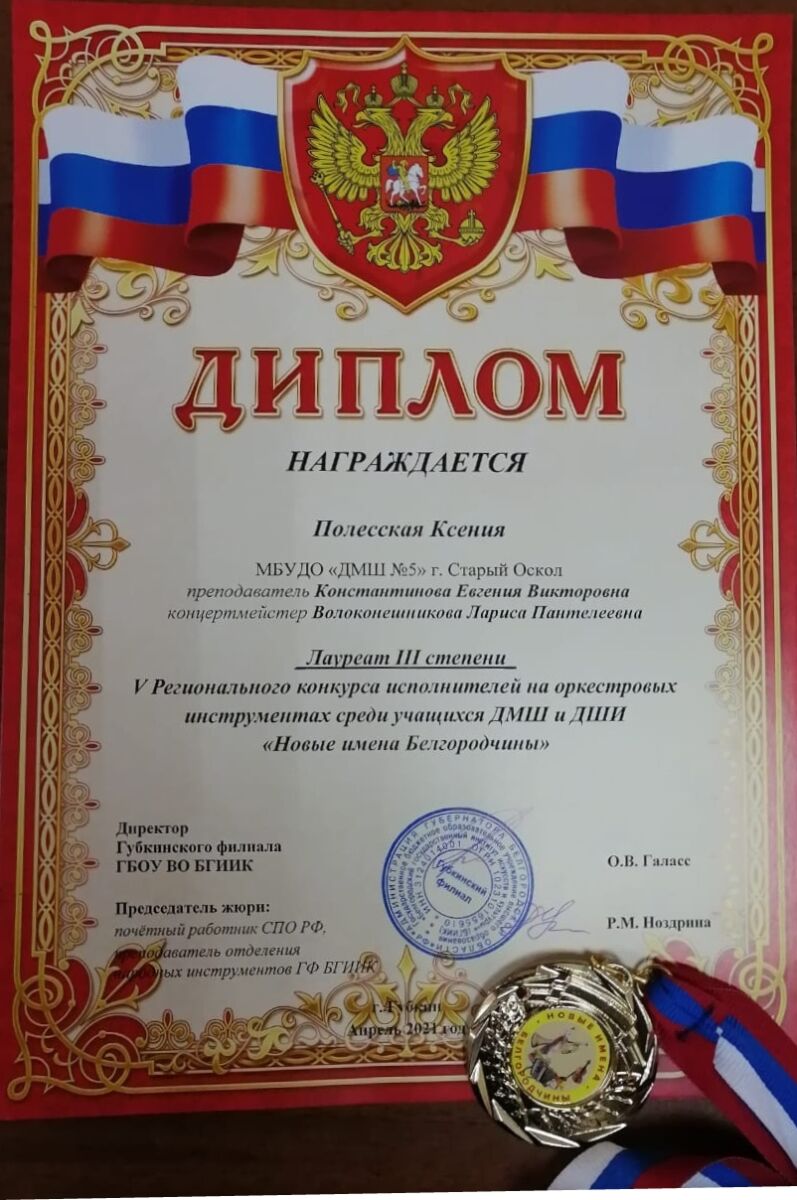 ДИПЛОМ
НАГРАЖДАЕТСЯ
Полесская Ксения
МБУДО «ДМШ №5» г. Старый Оскол
преподаватель Константинова Евгения Викторовна
концертмейстер Волоконешникова Лариса Пантелеевна
Лауреат III степени
V Регионального конкурса исполнителей на оркестровых
инструментах среди учащихся ДМШ и ДШИ
«Новые имена Белгородчины»
Директор
Губкинского филиала
ГБОУ ВО БГИИК
О.В. Галасс
Губкинский
филиал
Председатель жюри:
почётный работник СПО РФ,
преподаватель отделения
народных инструментов ГФ БГИИК
Р.М. Ноздрина
г. Губкин
Апрель 2021 год
НОВЫЕ ИМЕНА
БЕЛГОРОДЧИНЫ